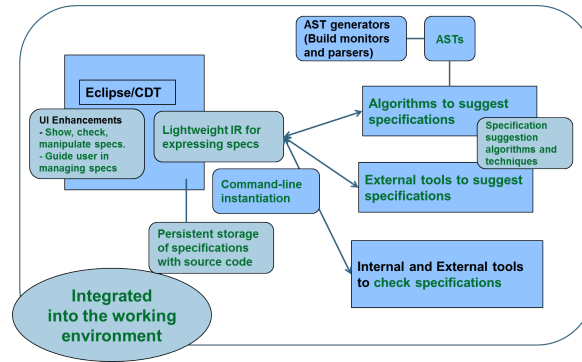 AST generators
(Build monitors
and parsers)
ASTs
Eclipse/CDT
UI Enhancements
- Show, check,
manipulate specs.
- Guide user in
managing specs
Lightweight IR for
expressing specs
Algorithms to suggest
specifications
Specification
suggestion
algorithms and
techniques
Command-line
instantiation
External tools to suggest
specifications
Persistent storage
of specifications
with source code
Internal and External tools
to check specifications
Integrated
into the working
environment